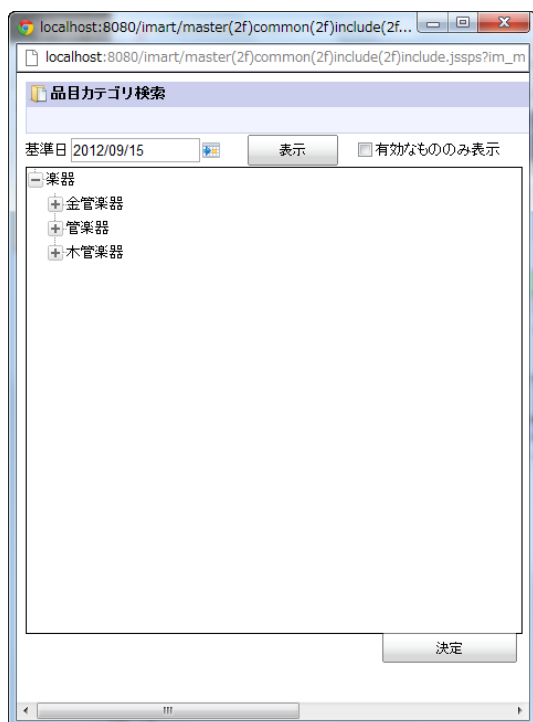 localhost:8080/imart/master(2f)common(2f)include(2f...
localhost:8080/imart/master(2f)common(2f)include(2f)include.jssps?im_m
品目カテゴリ検索
基準日 2012/09/15 表示 有効なもののみ表示
楽器
金管楽器
管楽器
木管楽器
決定